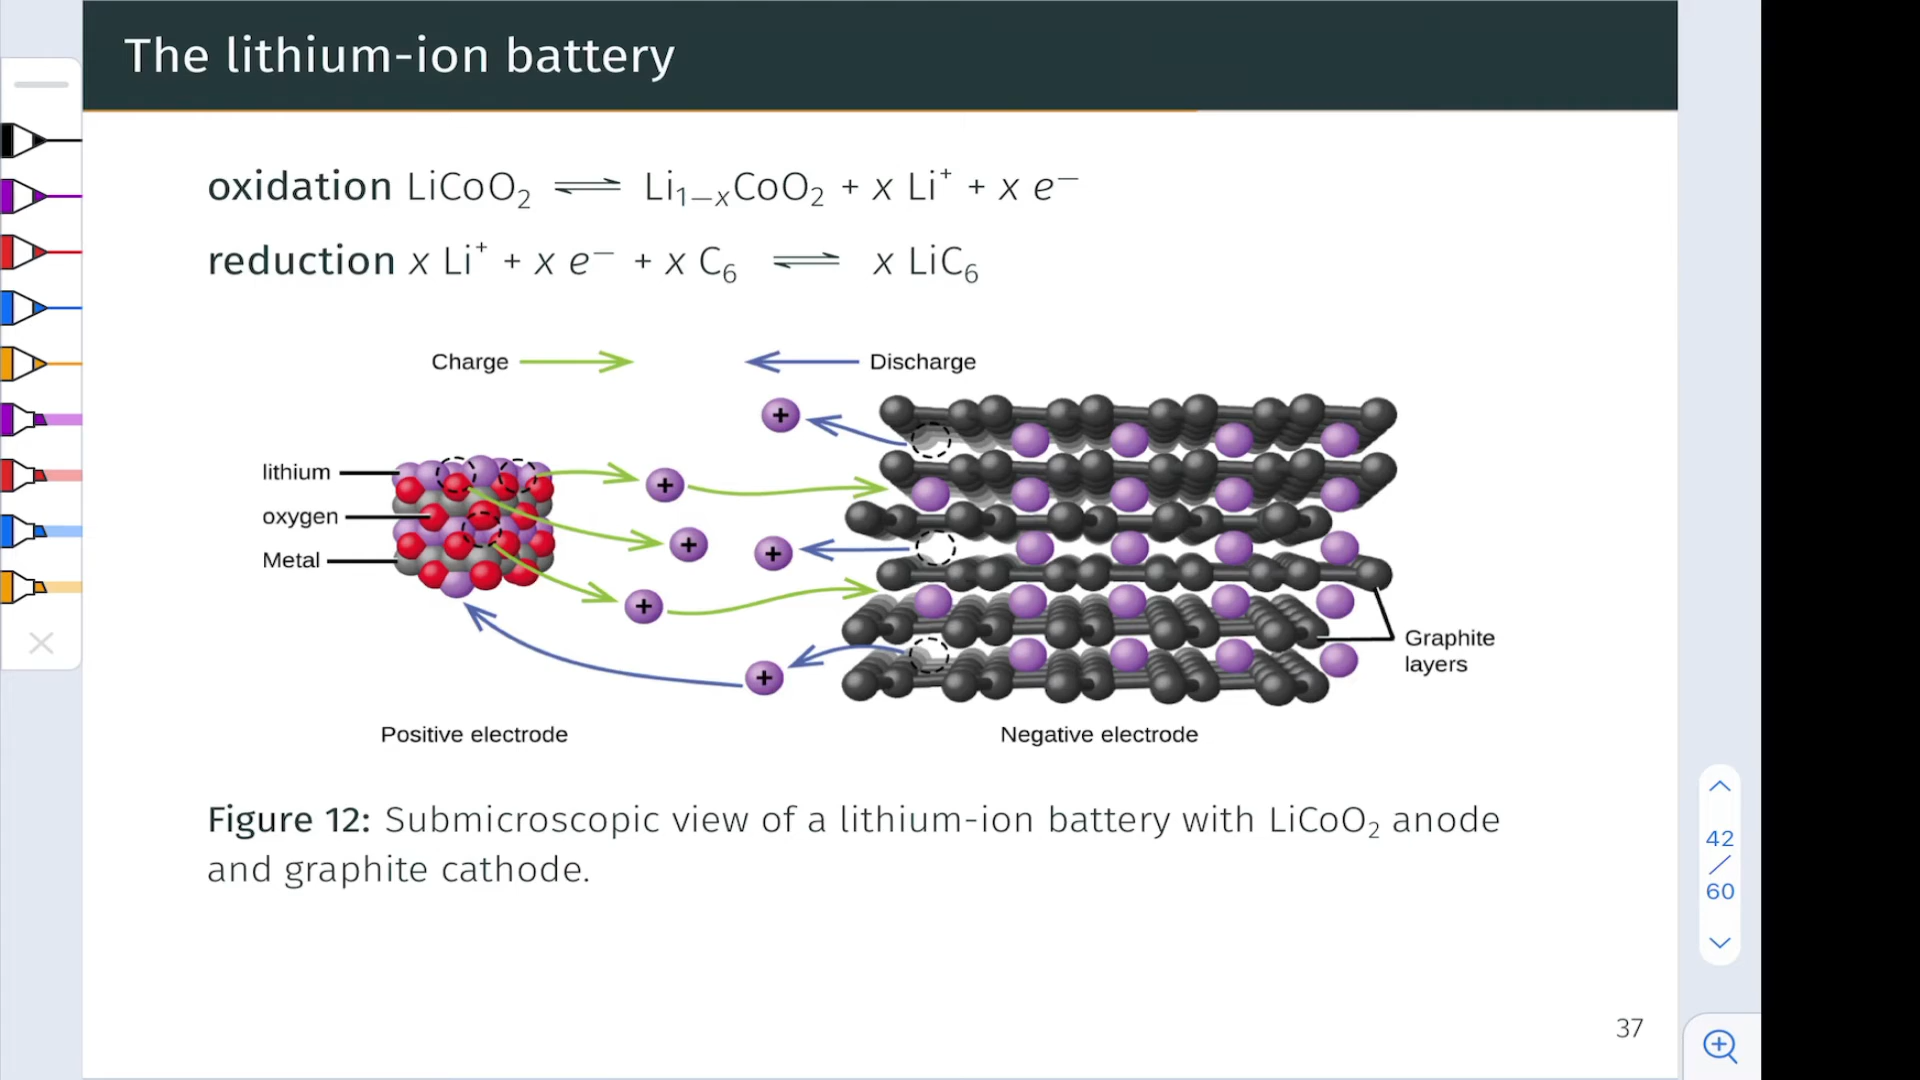 The lithium-ion battery
oxidation LiCoO₂ ⇌ Li₁₋ₓCoO₂ + x Li⁺ + x e⁻
reduction x Li⁺ + x e⁻ + x C₆ ⇌ x LiC₆
Charge
Discharge
+
+
lithium
+
+
oxygen
Metal
+
+
Graphite
layers
Positive electrode
Negative electrode
Figure 12: Submicroscopic view of a lithium-ion battery with LiCoO₂ anode
and graphite cathode.
37
42
/
60